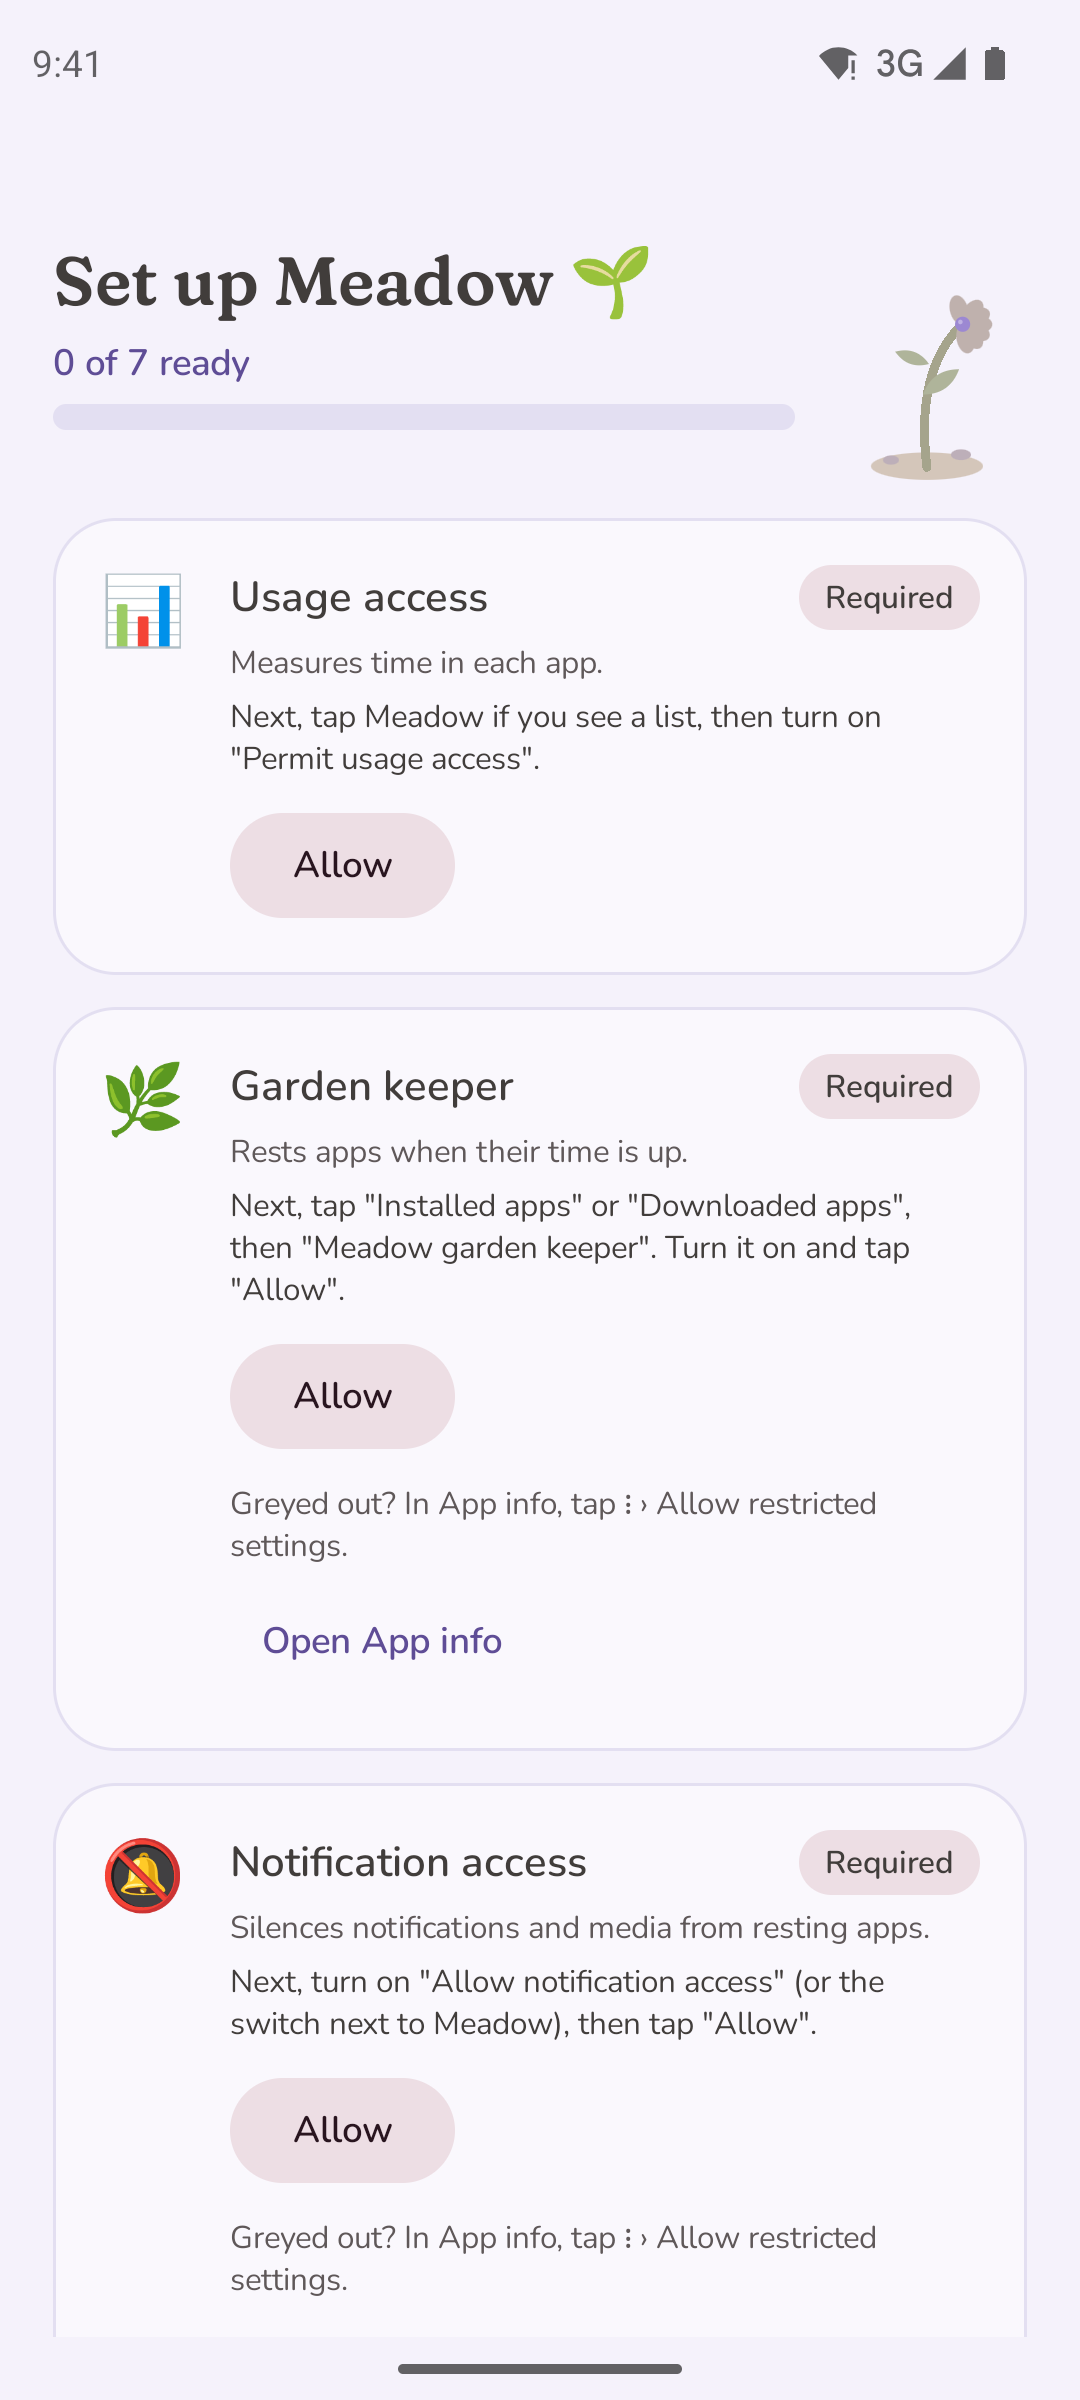 9:41
3G
Set up Meadow 🌱
0 of 7 ready
Usage access
Required
Measures time in each app.
Next, tap Meadow if you see a list, then turn on
"Permit usage access".
Allow
Garden keeper
Required
Rests apps when their time is up.
Next, tap "Installed apps" or "Downloaded apps",
then "Meadow garden keeper". Turn it on and tap
"Allow".
Allow
Greyed out? In App info, tap ⋮ › Allow restricted
settings.
Open App info
Notification access
Required
Silences notifications and media from resting apps.
Next, turn on "Allow notification access" (or the
switch next to Meadow), then tap "Allow".
Allow
Greyed out? In App info, tap ⋮ › Allow restricted
settings.